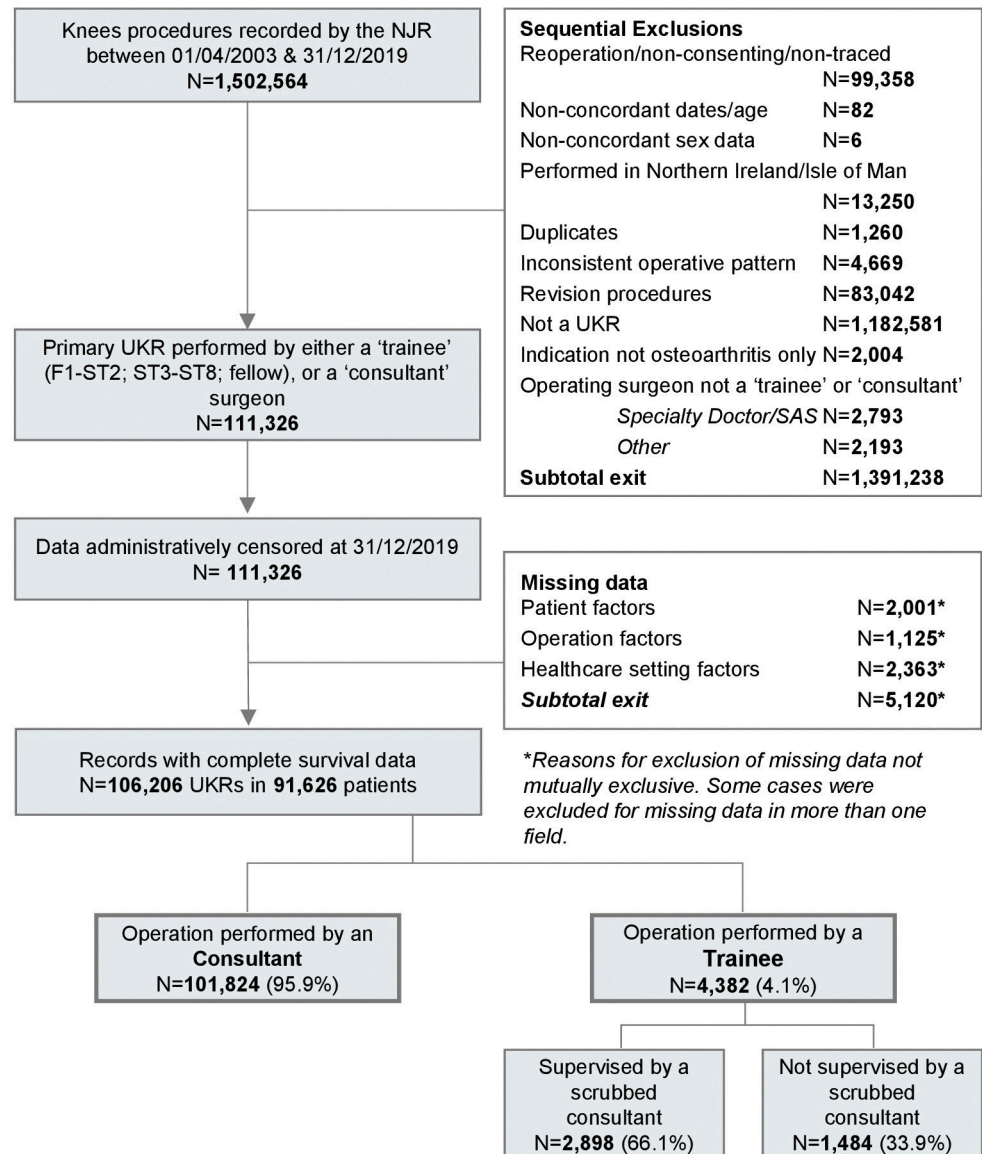 Knees procedures recorded by the NJR
between 01/04/2003 & 31/12/2019
N=1,502,564
Sequential Exclusions
Reoperation/non-consenting/non-traced
N=99,358
Non-concordant dates/age N=82
Non-concordant sex data N=6
Performed in Northern Ireland/Isle of Man
N=13,250
Duplicates N=1,260
Inconsistent operative pattern N=4,669
Revision procedures N=83,042
Not a UKR N=1,182,581
Indication not osteoarthritis only N=2,004
Operating surgeon not a ‘trainee’ or ‘consultant’
Specialty Doctor/SAS N=2,793
Other N=2,193
Subtotal exit N=1,391,238
Primary UKR performed by either a ‘trainee’
(F1-ST2; ST3-ST8; fellow), or a ‘consultant’
surgeon
N=111,326
Data administratively censored at 31/12/2019
N= 111,326
Missing data
Patient factors N=2,001*
Operation factors N=1,125*
Healthcare setting factors N=2,363*
Subtotal exit N=5,120*
Records with complete survival data
N=106,206 UKRs in 91,626 patients
*Reasons for exclusion of missing data not
mutually exclusive. Some cases were
excluded for missing data in more than one
field.
Operation performed by an
Consultant
N=101,824 (95.9%)
Operation performed by a
Trainee
N=4,382 (4.1%)
Supervised by a
scrubbed
consultant
N=2,898 (66.1%)
Not supervised by a
scrubbed
consultant
N=1,484 (33.9%)